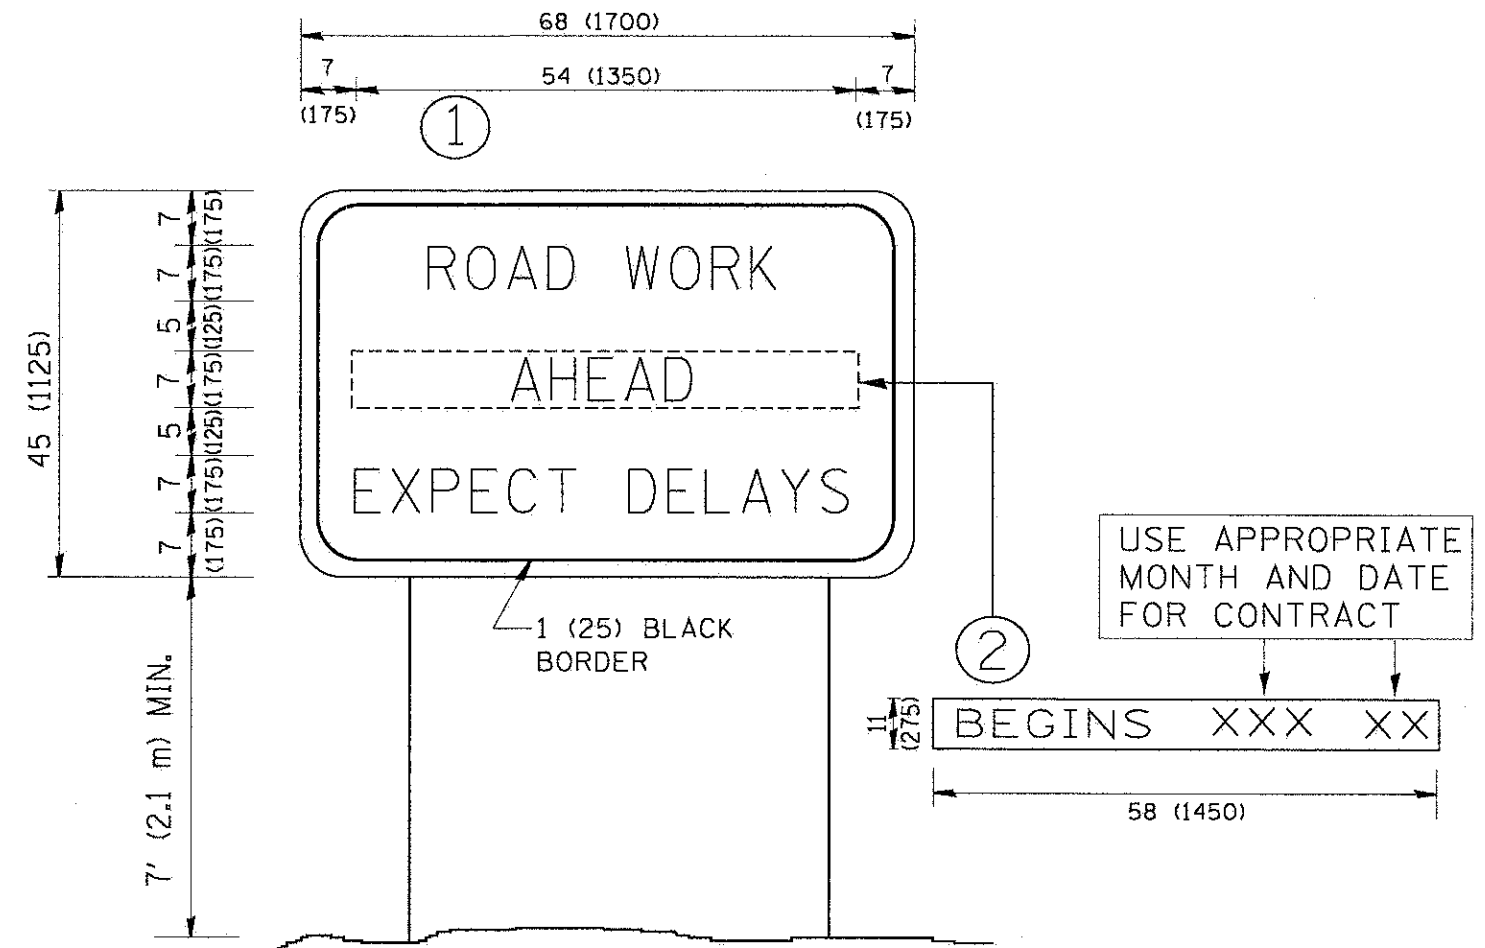 68 (1700)
7
54 (1350)
7
(175)
(175)
1
45 (1125)
7
(175)
7
(175)
5
(125)
7
(175)
5
(125)
7
(175)
7
(175)
ROAD WORK
AHEAD
EXPECT DELAYS
1 (25) BLACK
BORDER
7' (2.1 m) MIN.
USE APPROPRIATE
MONTH AND DATE
FOR CONTRACT
2
11
(275)
BEGINS XXX XX
58 (1450)